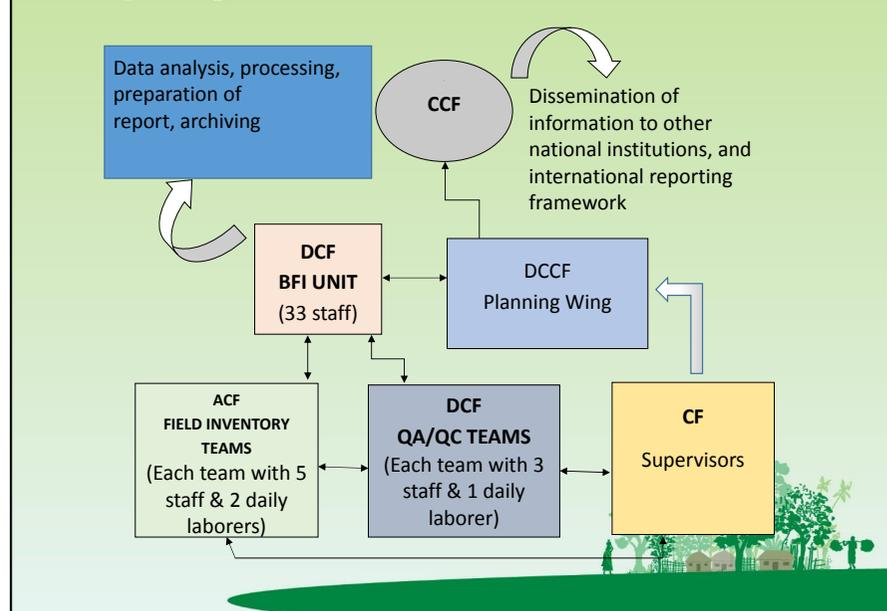 Data analysis, processing,
preparation of
report, archiving
CCF
Dissemination of
information to other
national institutions, and
international reporting
framework
DCF
BFI UNIT
(33 staff)
DCCF
Planning Wing
ACF
FIELD INVENTORY
TEAMS
(Each team with 5
staff & 2 daily
laborers)
DCF
QA/QC TEAMS
(Each team with 3
staff & 1 daily
laborer)
CF
Supervisors